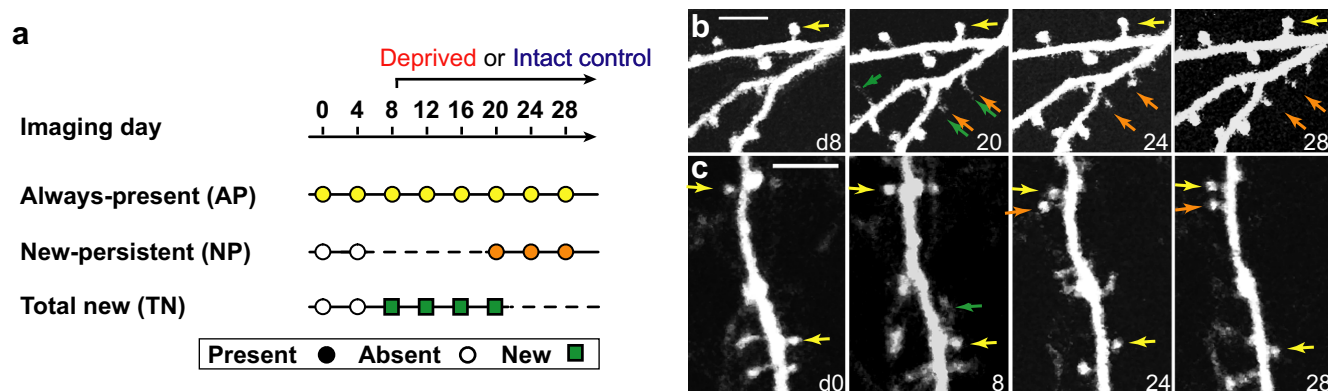 a
Deprived or Intact control
0 4 8 12 16 20 24 28
Imaging day
Always-present (AP)
New-persistent (NP)
Total new (TN)
Present Absent New
b
d8 20 24 28
c
d0 8 24 28